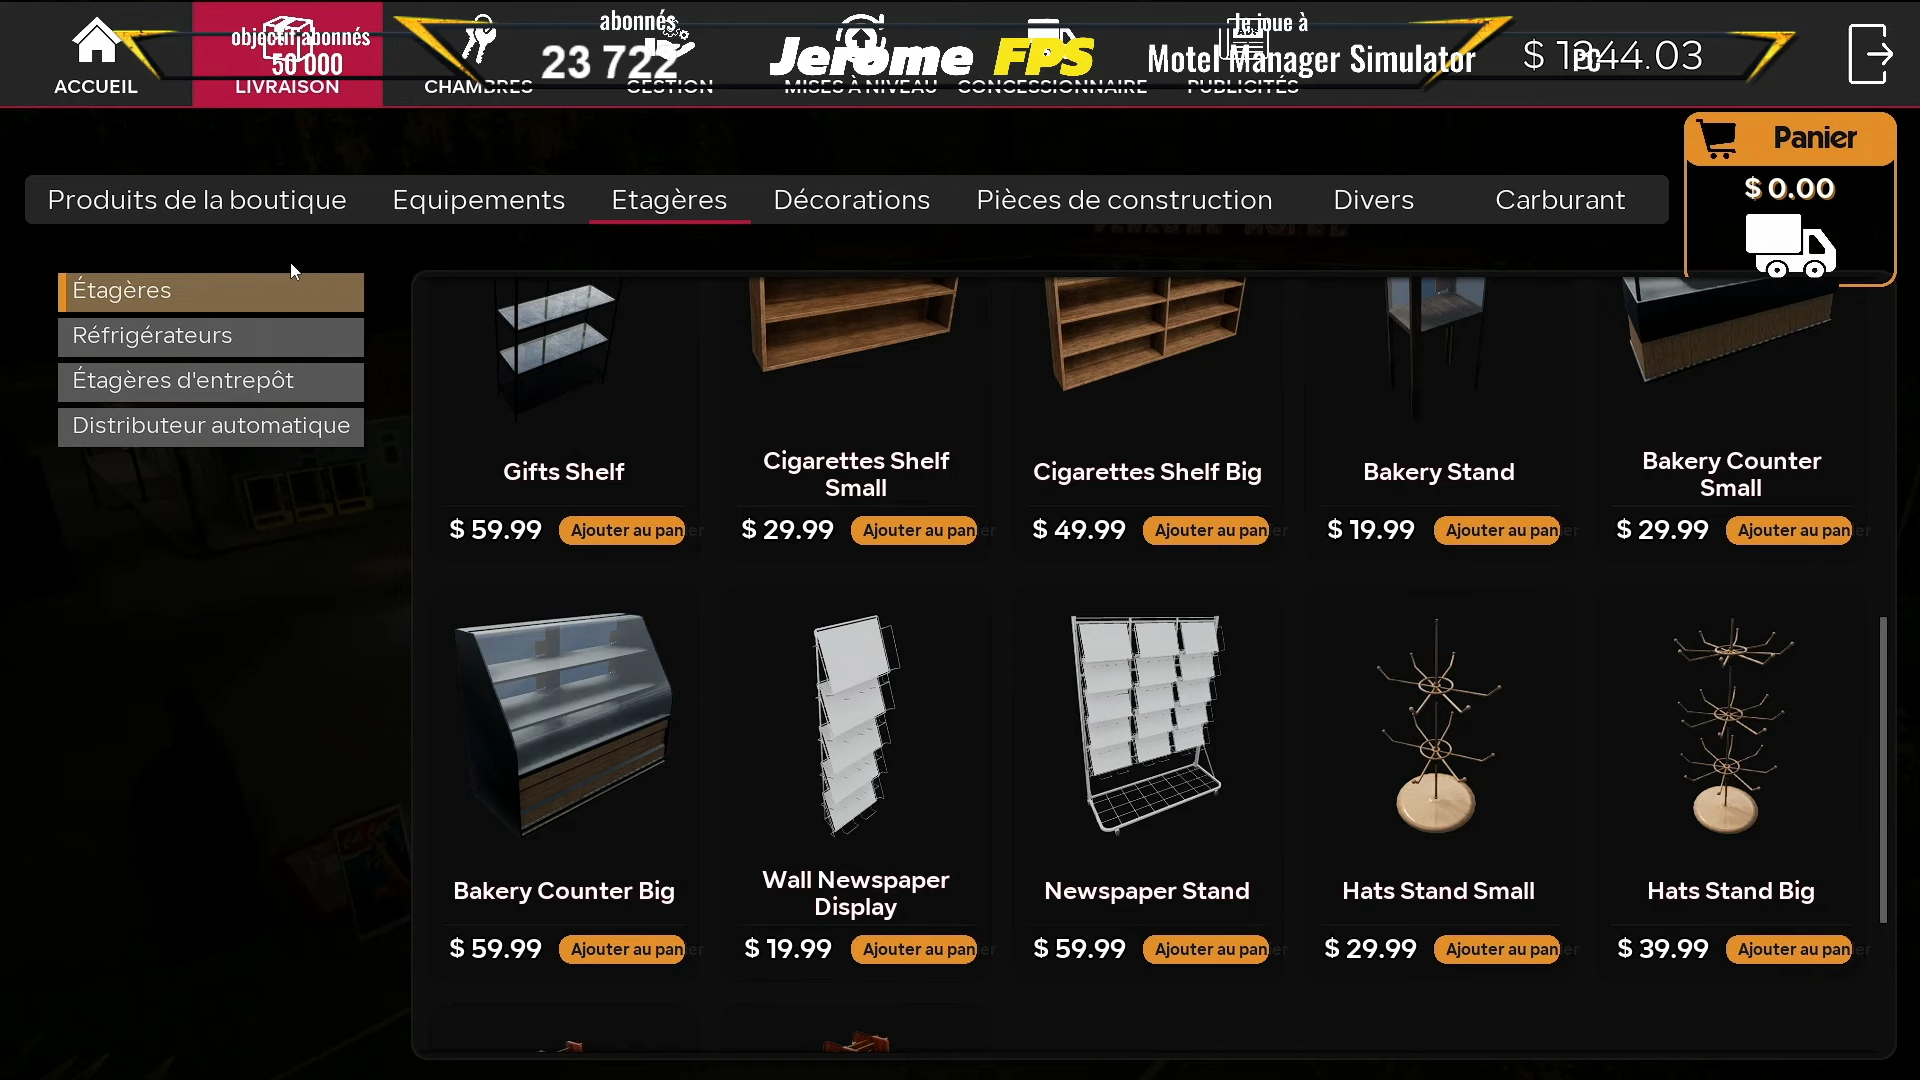 objectif abonnés
50 000
abonnés
23 722
Jerome FPS
Je joue à
Motel Manager Simulator
PC
ACCUEIL
LIVRAISON
CHAMBRES
GESTION
MISES À NIVEAU
CONCESSIONNAIRE
PUBLICITÉS
Panier
$ 0.00
Produits de la boutique
Equipements
Etagères
Décorations
Pièces de construction
Divers
Carburant
Étagères
Réfrigérateurs
Étagères d'entrepôt
Distributeur automatique
Gifts Shelf
$ 59.99 Ajouter au panier
Cigarettes Shelf
Small
$ 29.99 Ajouter au panier
Cigarettes Shelf Big
$ 49.99 Ajouter au panier
Bakery Stand
$ 19.99 Ajouter au panier
Bakery Counter
Small
$ 29.99 Ajouter au panier
Bakery Counter Big
$ 59.99 Ajouter au panier
Wall Newspaper
Display
$ 19.99 Ajouter au panier
Newspaper Stand
$ 59.99 Ajouter au panier
Hats Stand Small
$ 29.99 Ajouter au panier
Hats Stand Big
$ 39.99 Ajouter au panier